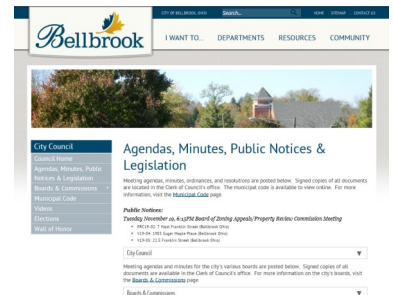 CITY OF BELLBROOK, OHIO
Search...
HOME SITEMAP CONTACT US
Bellbrook
I WANT TO... DEPARTMENTS RESOURCES COMMUNITY
City Council
Council Home
Agendas, Minutes, Public
Notices & Legislation
Boards & Commissions
Municipal Code
Videos
Elections
Wall of Honor
Agendas, Minutes, Public Notices &
Legislation
Meeting agendas, minutes, ordinances, and resolutions are posted below. Signed copies of all documents
are located in the Clerk of Council's office. The municipal code is available to view online. For more
information, visit the Municipal Code page.
Public Notices:
Tuesday November 19, 6:15PM Board of Zoning Appeals/Property Review Commission Meeting
City Council
Meeting agendas and minutes for the city's various boards are posted below. Signed copies of all
documents are available in the Clerk of Council's office. For more information on the city's boards, visit
the Boards & Commissions page.
Boards & Commissions